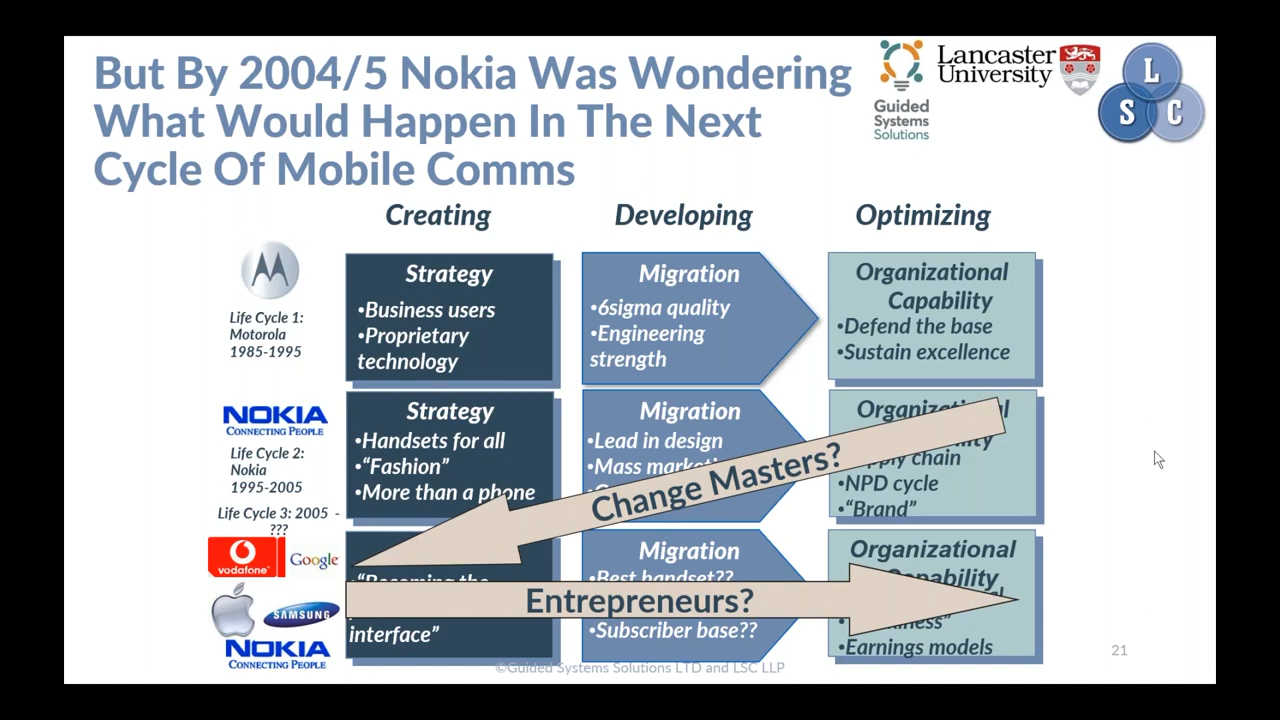 But By 2004/5 Nokia Was Wondering
What Would Happen In The Next
Cycle Of Mobile Comms
Guided
Systems
Solutions
Lancaster
University
L
S C
Creating Developing Optimizing
Life Cycle 1:
Motorola
1985-1995
Strategy
•Business users
•Proprietary
technology
Migration
•6sigma quality
•Engineering
strength
Organizational
Capability
•Defend the base
•Sustain excellence
NOKIA
CONNECTING PEOPLE
Life Cycle 2:
Nokia
1995-2005
Strategy
•Handsets for all
•“Fashion”
•More than a phone
Migration
•Lead in design
•Mass
chain
•NPD cycle
•“Brand”
Change Masters?
Life Cycle 3: 2005 -
???
vodafone
Google
SAMSUNG
NOKIA
CONNECTING PEOPLE
“Becoming the
interface”
Migration
•Best handset??
•Subscriber base??
Organizational
Capability
•Earnings models
Entrepreneurs?
©Guided Systems Solutions LTD and LSC LLP
21